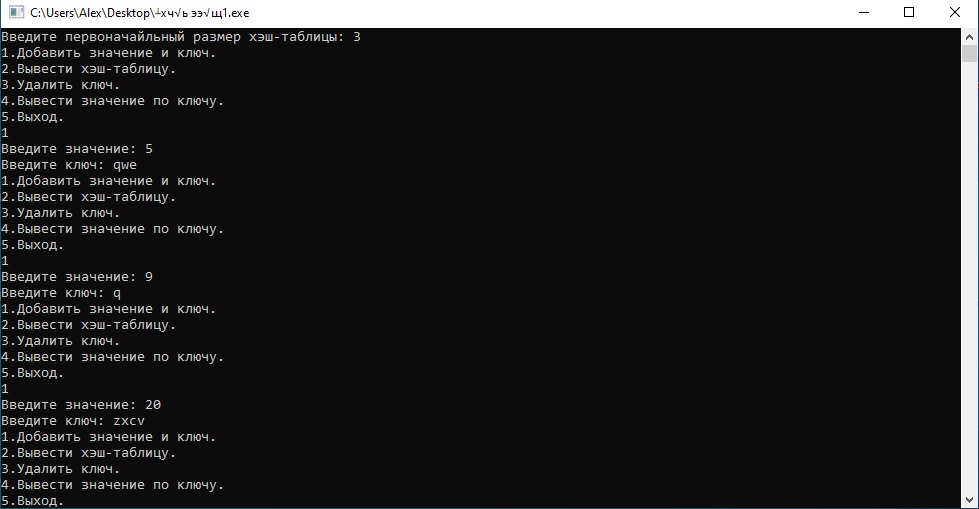 C:\Users\Alex\Desktop\┴хч√ь ээ√щ1.exe
Введите первоначайльный размер хэш-таблицы: 3
1.Добавить значение и ключ.
2.Вывести хэш-таблицу.
3.Удалить ключ.
4.Вывести значение по ключу.
5.Выход.
1
Введите значение: 5
Введите ключ: qwe
1.Добавить значение и ключ.
2.Вывести хэш-таблицу.
3.Удалить ключ.
4.Вывести значение по ключу.
5.Выход.
1
Введите значение: 9
Введите ключ: q
1.Добавить значение и ключ.
2.Вывести хэш-таблицу.
3.Удалить ключ.
4.Вывести значение по ключу.
5.Выход.
1
Введите значение: 20
Введите ключ: zxcv
1.Добавить значение и ключ.
2.Вывести хэш-таблицу.
3.Удалить ключ.
4.Вывести значение по ключу.
5.Выход.